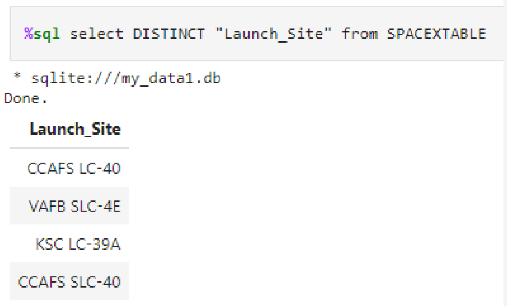 %sql select DISTINCT "Launch_Site" from SPACEXTABLE
* sqlite:///my_data1.db
Done.
Launch_Site
CCAFS LC-40
VAFB SLC-4E
KSC LC-39A
CCAFS SLC-40